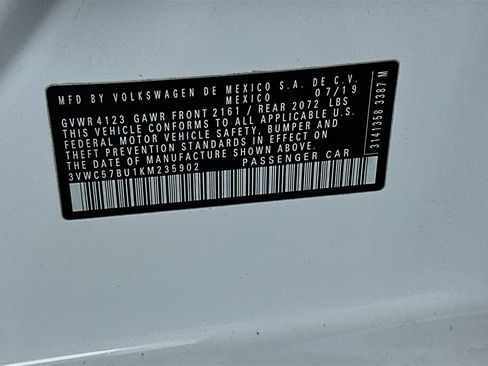 MFD BY VOLKSWAGEN DE MEXICO S.A. DE C.V.
MEXICO 07/19
GVWR 4123 GAWR FRONT 2161 / REAR 2072 LBS
THIS VEHICLE CONFORMS TO ALL APPLICABLE U.S.
FEDERAL MOTOR VEHICLE SAFETY, BUMPER AND
THEFT PREVENTION STANDARDS IN EFFECT ON
THE DATE OF MANUFACTURE SHOWN ABOVE.
3VWC57BU1KM235902 PASSENGER CAR
3141358 3387 M